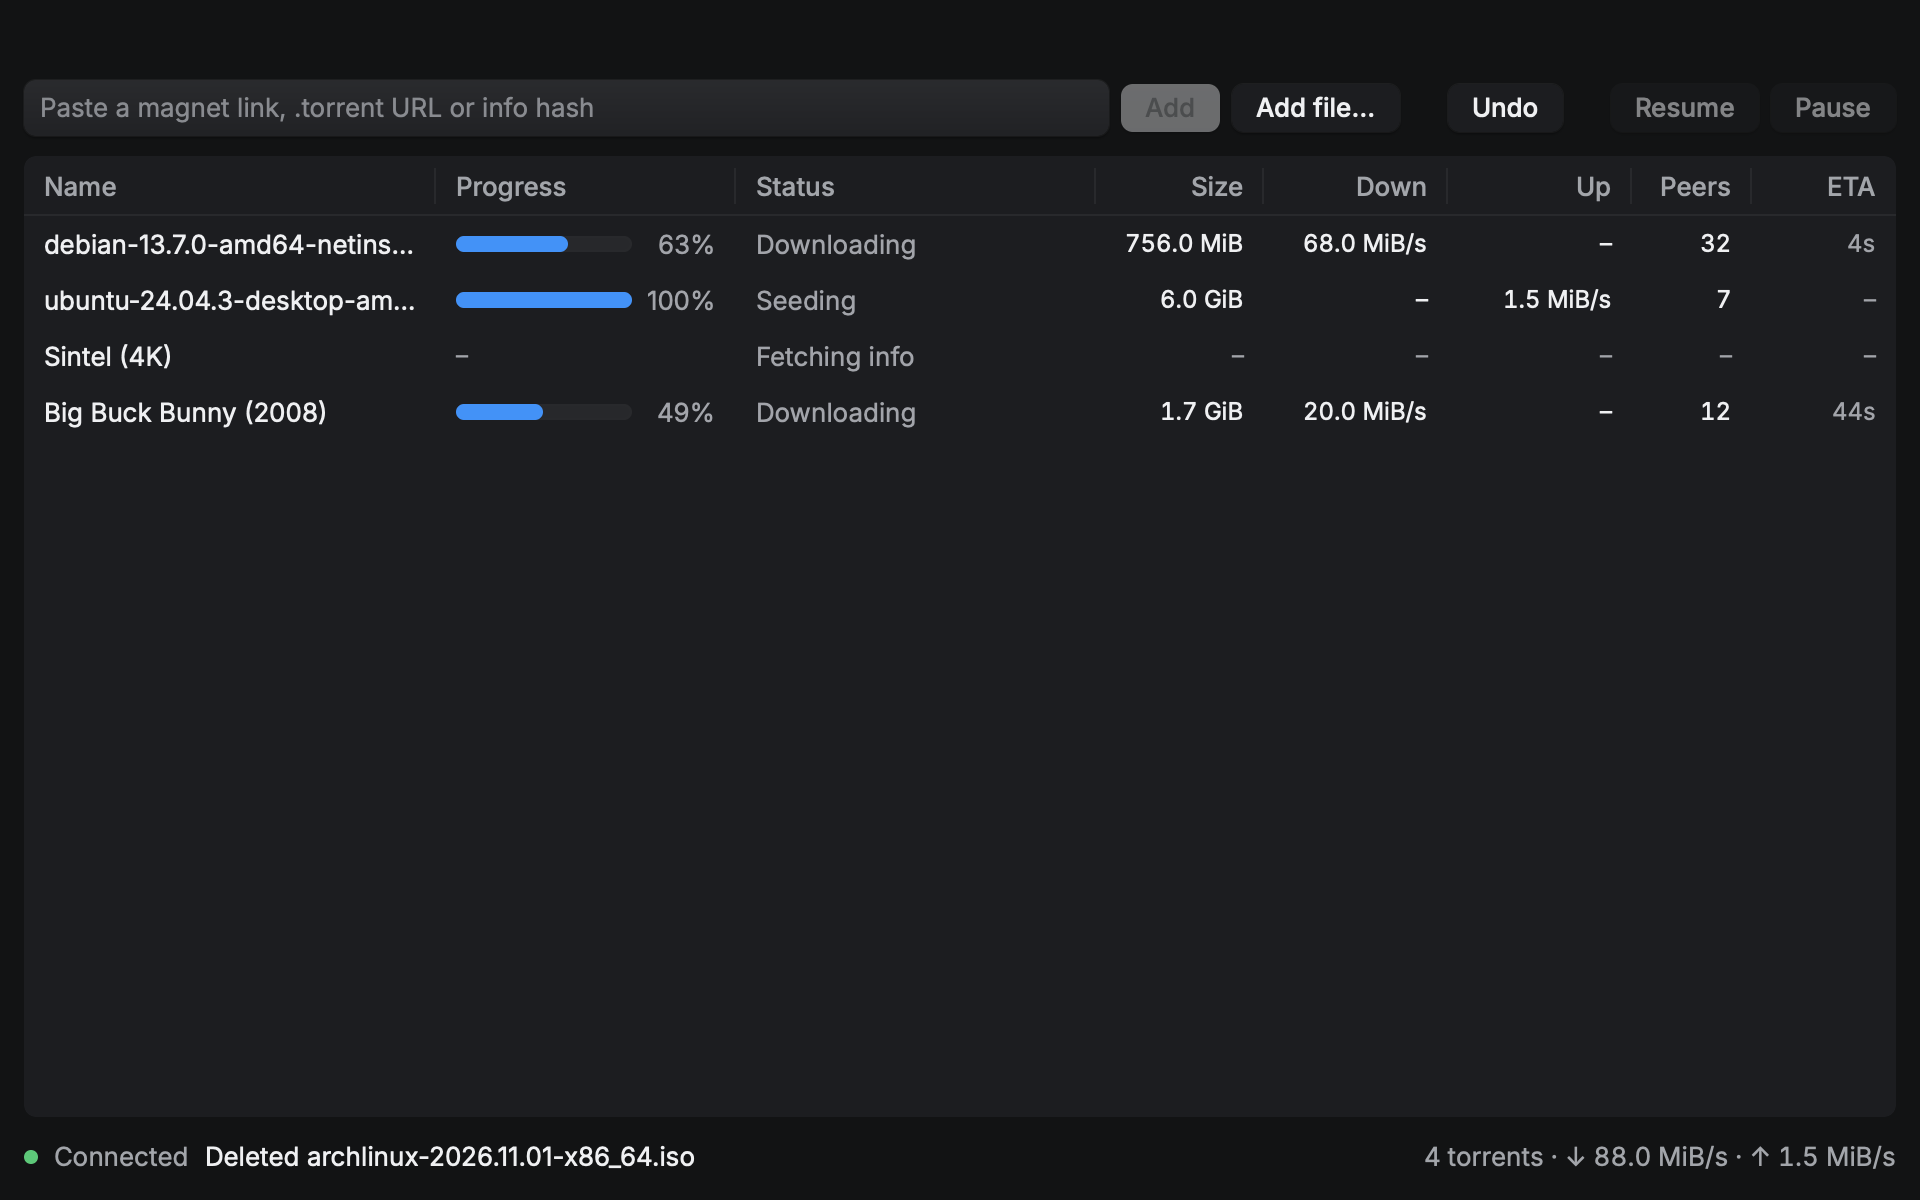 Paste a magnet link, .torrent URL or info hash Add Add file... Undo Resume Pause
Name Progress Status Size Down Up Peers ETA
debian-13.7.0-amd64-netins... 63% Downloading 756.0 MiB 68.0 MiB/s – 32 4s
ubuntu-24.04.3-desktop-am... 100% Seeding 6.0 GiB – 1.5 MiB/s 7 –
Sintel (4K) – Fetching info – – – – –
Big Buck Bunny (2008) 49% Downloading 1.7 GiB 20.0 MiB/s – 12 44s
Connected Deleted archlinux-2026.11.01-x86_64.iso 4 torrents · ↓ 88.0 MiB/s · ↑ 1.5 MiB/s